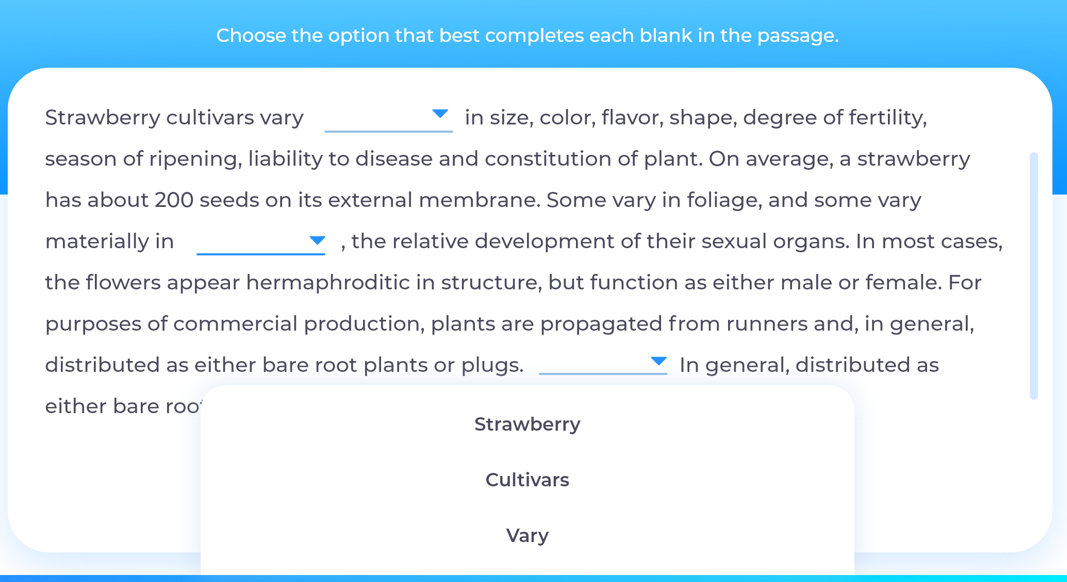 Choose the option that best completes each blank in the passage.
Strawberry cultivars vary in size, color, flavor, shape, degree of fertility,
season of ripening, liability to disease and constitution of plant. On average, a strawberry
has about 200 seeds on its external membrane. Some vary in foliage, and some vary
materially in , the relative development of their sexual organs. In most cases,
the flowers appear hermaphroditic in structure, but function as either male or female. For
purposes of commercial production, plants are propagated from runners and, in general,
distributed as either bare root plants or plugs. In general, distributed as
either bare root
Strawberry
Cultivars
Vary